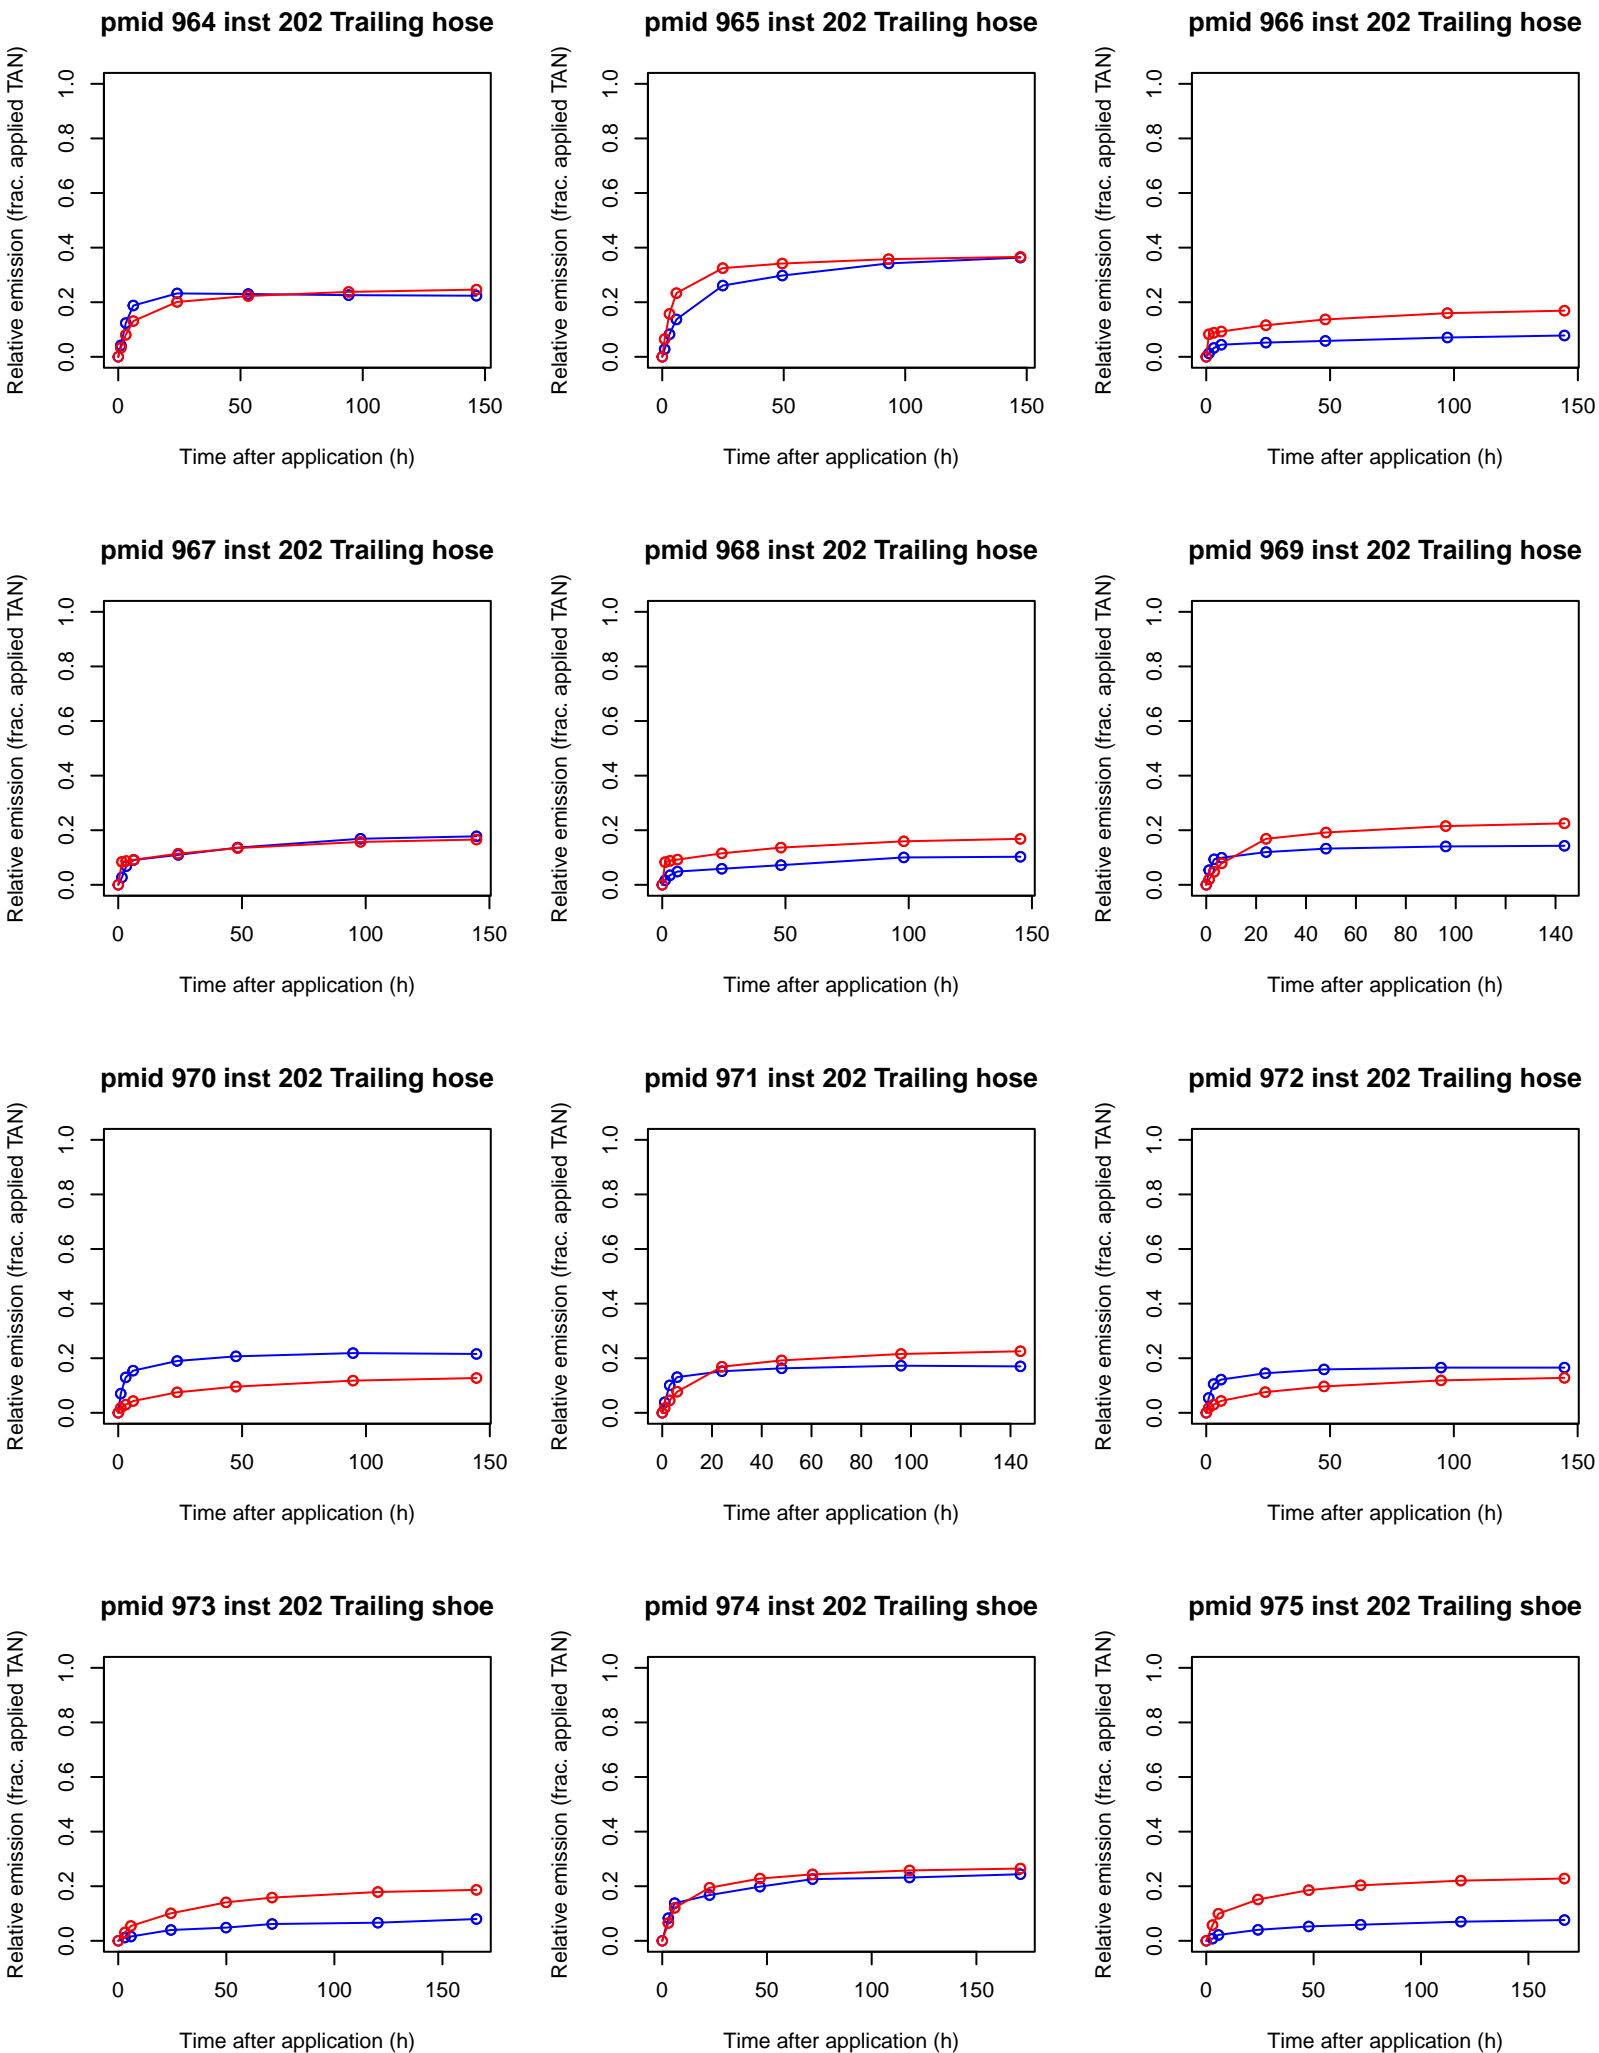 pmid 964 inst 202 Trailing hose
Relative emission (frac. applied TAN)
1.0
0.8
0.6
0.4
0.2
0.0
0 50 100 150
Time after application (h)
pmid 965 inst 202 Trailing hose
Relative emission (frac. applied TAN)
1.0
0.8
0.6
0.4
0.2
0.0
0 50 100 150
Time after application (h)
pmid 966 inst 202 Trailing hose
Relative emission (frac. applied TAN)
1.0
0.8
0.6
0.4
0.2
0.0
0 50 100 150
Time after application (h)
pmid 967 inst 202 Trailing hose
Relative emission (frac. applied TAN)
1.0
0.8
0.6
0.4
0.2
0.0
0 50 100 150
Time after application (h)
pmid 968 inst 202 Trailing hose
Relative emission (frac. applied TAN)
1.0
0.8
0.6
0.4
0.2
0.0
0 50 100 150
Time after application (h)
pmid 969 inst 202 Trailing hose
Relative emission (frac. applied TAN)
1.0
0.8
0.6
0.4
0.2
0.0
0 20 40 60 80 100 140
Time after application (h)
pmid 970 inst 202 Trailing hose
Relative emission (frac. applied TAN)
1.0
0.8
0.6
0.4
0.2
0.0
0 50 100 150
Time after application (h)
pmid 971 inst 202 Trailing hose
Relative emission (frac. applied TAN)
1.0
0.8
0.6
0.4
0.2
0.0
0 20 40 60 80 100 140
Time after application (h)
pmid 972 inst 202 Trailing hose
Relative emission (frac. applied TAN)
1.0
0.8
0.6
0.4
0.2
0.0
0 50 100 150
Time after application (h)
pmid 973 inst 202 Trailing shoe
Relative emission (frac. applied TAN)
1.0
0.8
0.6
0.4
0.2
0.0
0 50 100 150
Time after application (h)
pmid 974 inst 202 Trailing shoe
Relative emission (frac. applied TAN)
1.0
0.8
0.6
0.4
0.2
0.0
0 50 100 150
Time after application (h)
pmid 975 inst 202 Trailing shoe
Relative emission (frac. applied TAN)
1.0
0.8
0.6
0.4
0.2
0.0
0 50 100 150
Time after application (h)